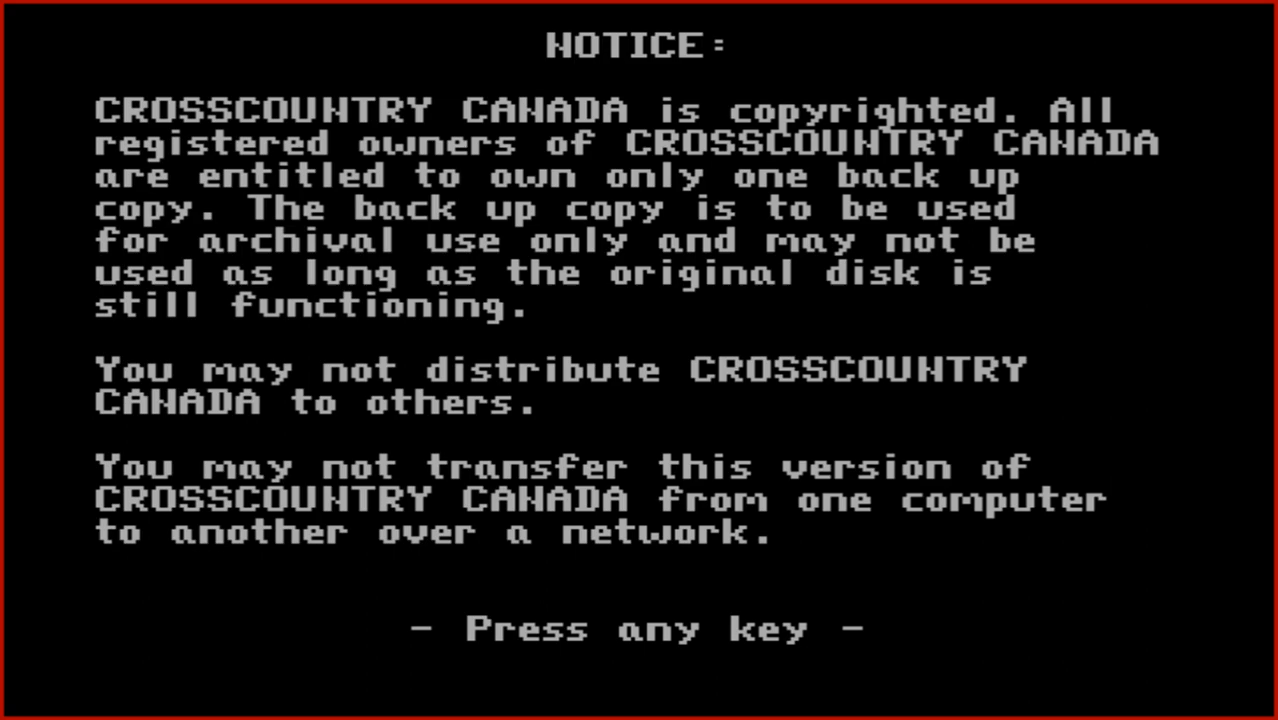 NOTICE:
CROSSCOUNTRY CANADA is copyrighted. All
registered owners of CROSSCOUNTRY CANADA
are entitled to own only one back up
copy. The back up copy is to be used
for archival use only and may not be
used as long as the original disk is
still functioning.
You may not distribute CROSSCOUNTRY
CANADA to others.
You may not transfer this version of
CROSSCOUNTRY CANADA from one computer
to another over a network.
- Press any key -